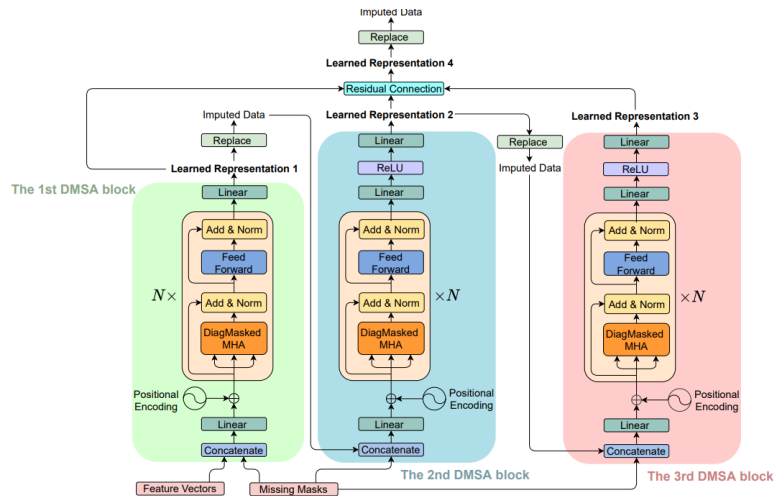 Imputed Data
Replace
Learned Representation 4
Residual Connection
Imputed Data
Replace
Learned Representation 1
Learned Representation 2
Replace
Imputed Data
Learned Representation 3
The 1st DMSA block
Linear
Add & Norm
Feed
Forward
N×
Add & Norm
DiagMasked
MHA
Positional
Encoding
Linear
Concatenate
Linear
ReLU
Linear
Add & Norm
Feed
Forward
×N
Add & Norm
DiagMasked
MHA
Positional
Encoding
Linear
Concatenate
The 2nd DMSA block
Linear
ReLU
Linear
Add & Norm
Feed
Forward
×N
Add & Norm
DiagMasked
MHA
Positional
Encoding
Linear
Concatenate
The 3rd DMSA block
Feature Vectors
Missing Masks